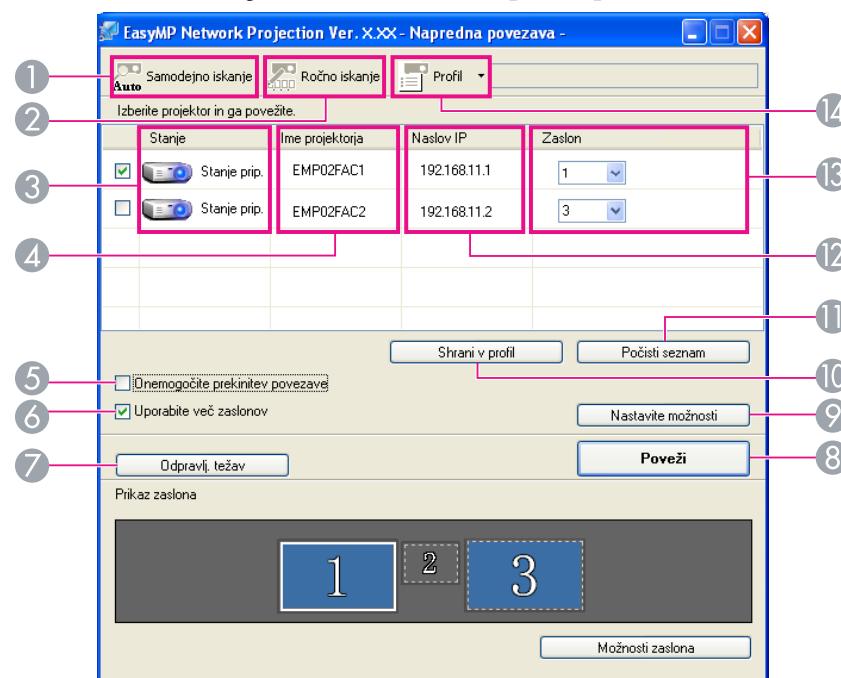 EasyMP Network Projection Ver. X.XX - Napredna povezava -
1 Auto Samodejno iskanje Ročno iskanje Profil
2 Izberite projektor in ga povežite. 14
Stanje Ime projektorja Naslov IP Zaslon
3 Stanje prip. EMP02FAC1 192.168.11.1 1 13
Stanje prip. EMP02FAC2 192.168.11.2 3
4 12
11
Shrani v profil Počisti seznam
5 Onemogočite prekinitev povezave 10
6 Uporabite več zaslonov Nastavite možnosti 9
7 Odpravlj. težav Poveži 8
Prikaz zaslona
1 2 3
Možnosti zaslona